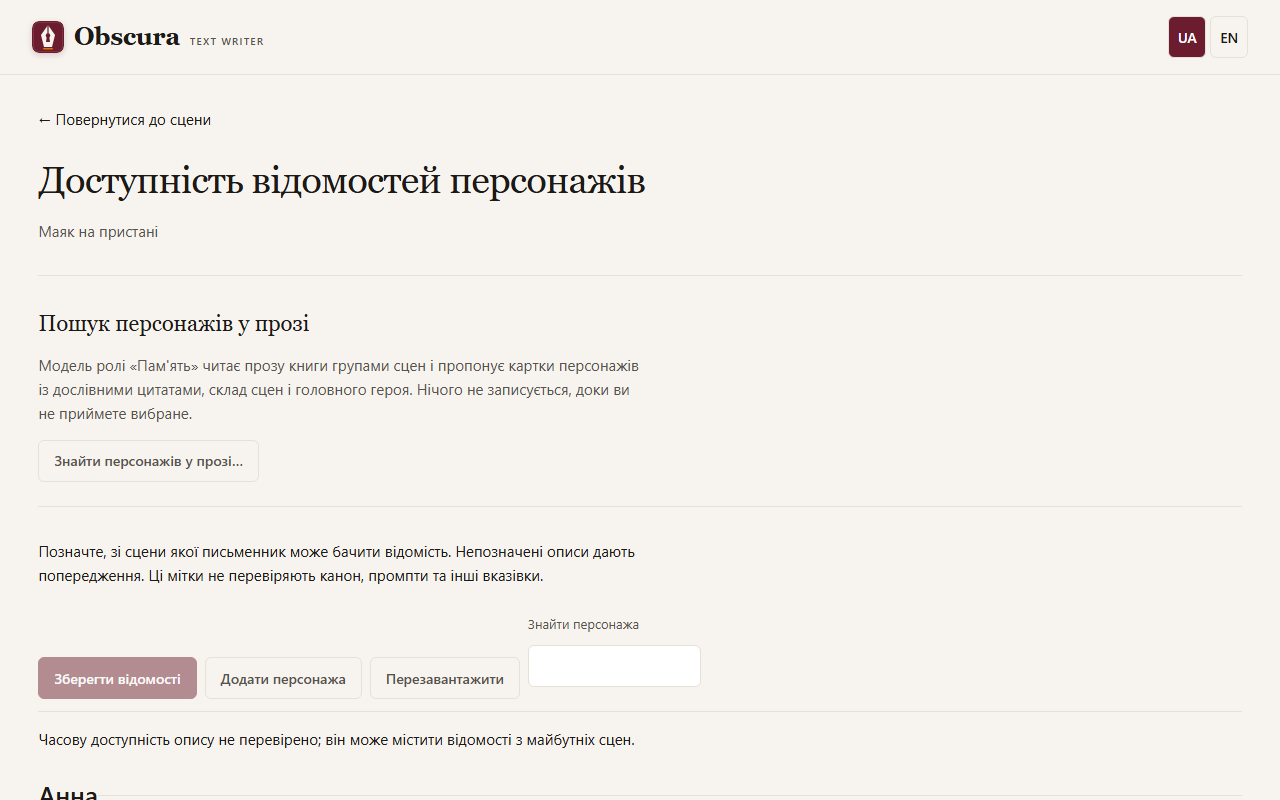 Obscura TEXT WRITER
UA EN
← Повернутися до сцени
Доступність відомостей персонажів
Маяк на пристані
Пошук персонажів у прозі
Модель ролі «Пам'ять» читає прозу книги групами сцен і пропонує картки персонажів
із дослівними цитатами, склад сцен і головного героя. Нічого не записується, доки ви
не приймете вибране.
Знайти персонажів у прозі...
Позначте, зі сцени якої письменник може бачити відомість. Непозначені описи дають
попередження. Ці мітки не перевіряють канон, промпти та інші вказівки.
Знайти персонажа
Зберегти відомості Додати персонажа Перезавантажити
Часову доступність опису не перевірено; він може містити відомості з майбутніх сцен.
Анна